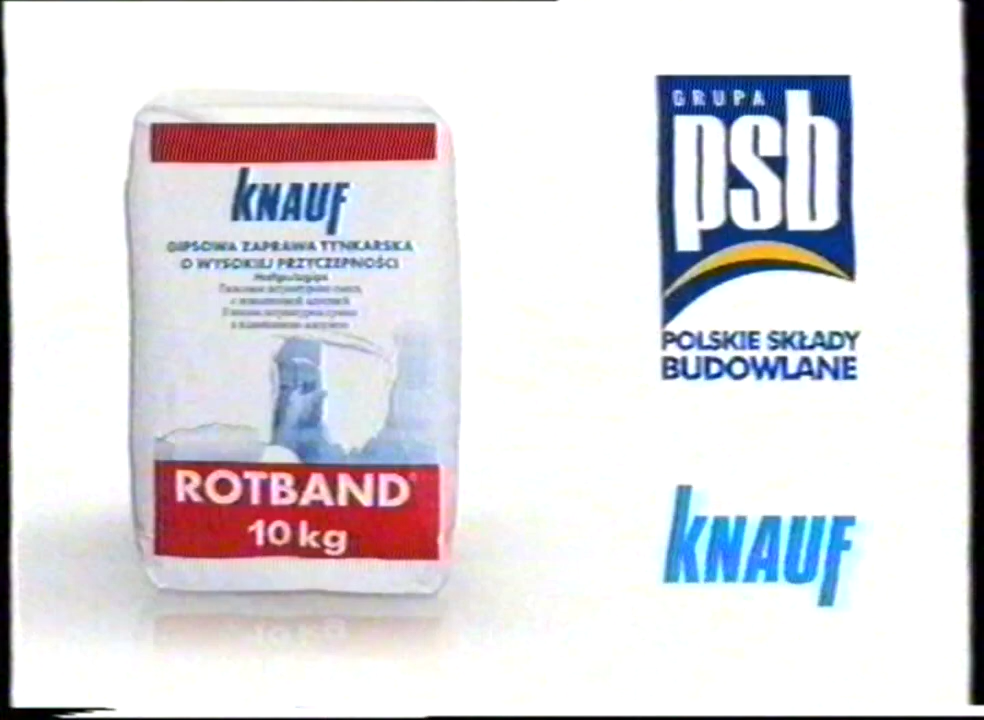 KNAUF
GIPSOWA ZAPRAWA TYNKARSKA
O WYSOKIEJ PRZYCZEPNOŚCI
ROTBAND®
10 kg
GRUPA
psb
POLSKIE SKŁADY
BUDOWLANE
KNAUF